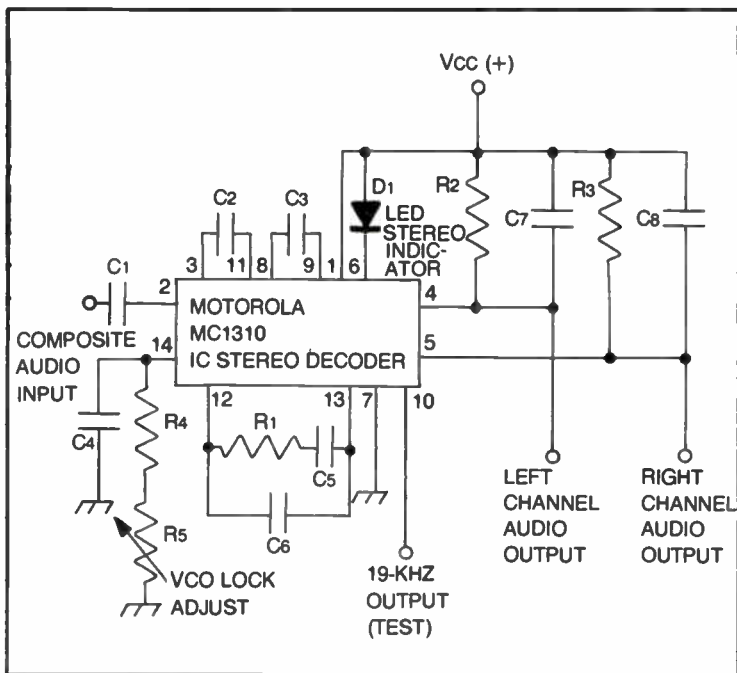 VCC (+)
D1
LED
STEREO
INDIC-
ATOR
R2
C7
R3
C8
C2
C3
3
11
8
9
1
6
C1
2
MOTOROLA
MC1310
IC STEREO DECODER
4
5
COMPOSITE
AUDIO
INPUT
14
12
13
7
10
R1
C5
C6
C4
R4
R5
VCO LOCK
ADJUST
19-KHZ
OUTPUT
(TEST)
LEFT
CHANNEL
AUDIO
OUTPUT
RIGHT
CHANNEL
AUDIO
OUTPUT